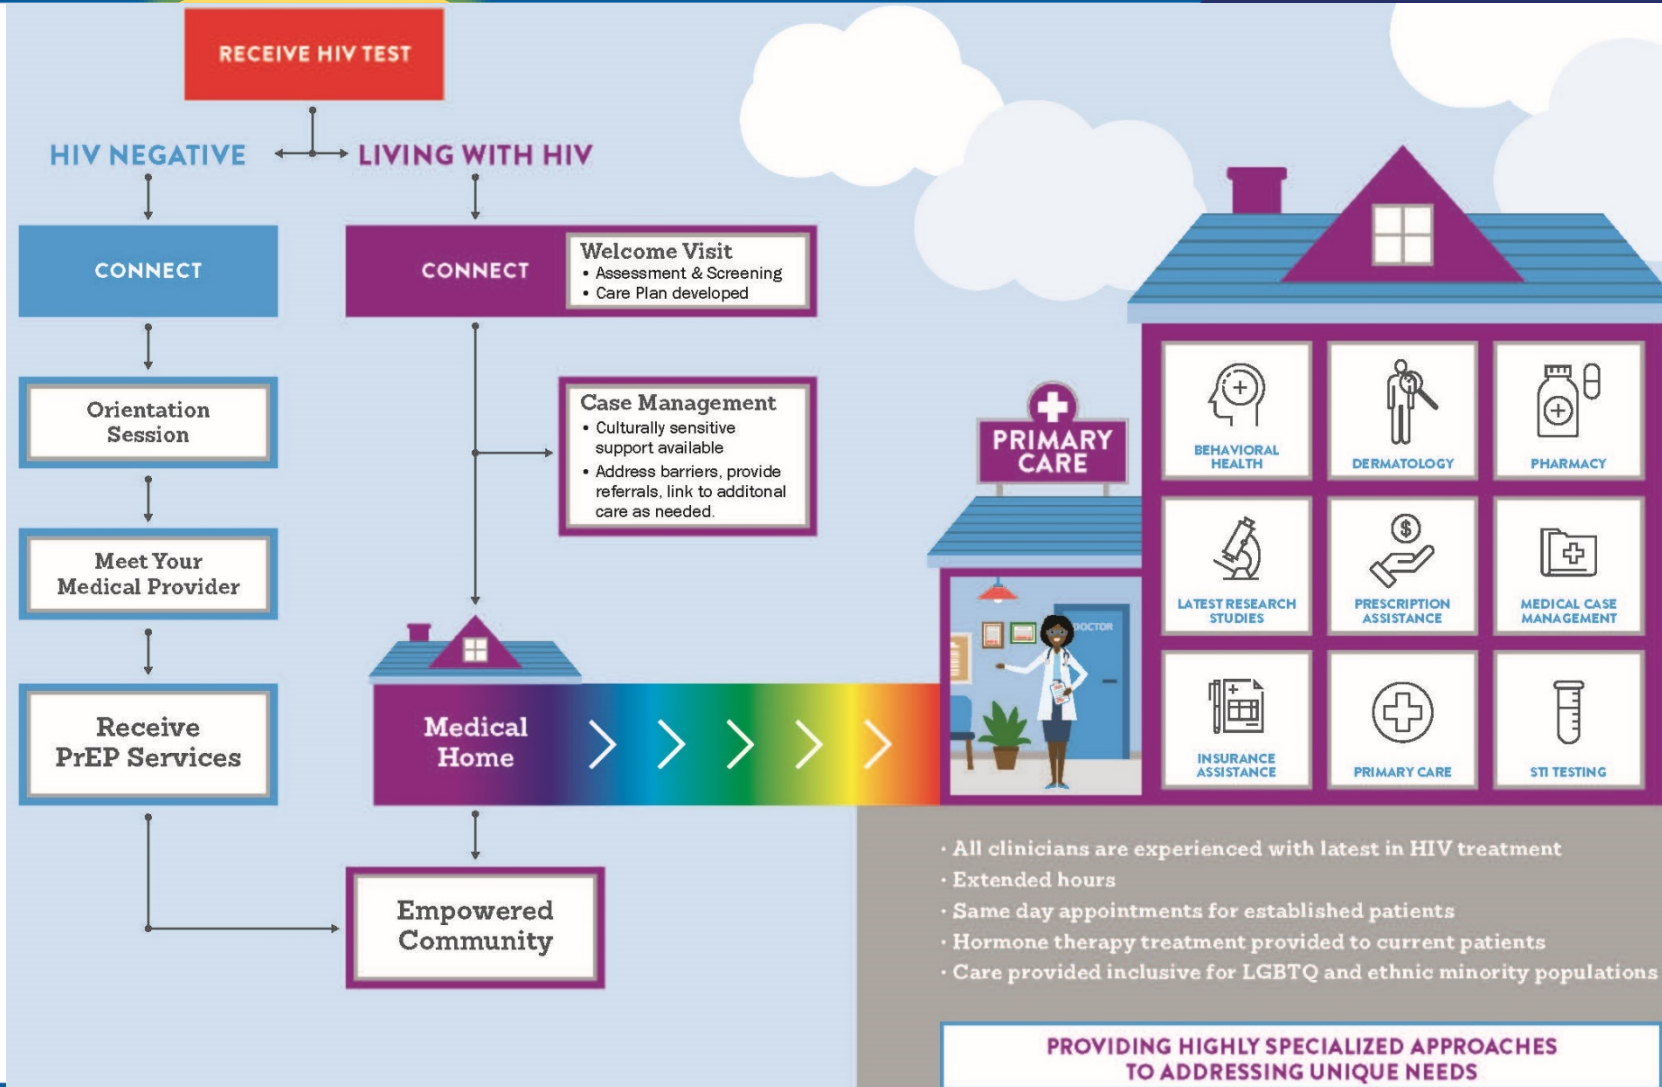 RECEIVE HIV TEST
HIV NEGATIVE
LIVING WITH HIV
CONNECT
Orientation
Session
Meet Your
Medical Provider
Receive
PrEP Services
CONNECT
Welcome Visit
• Assessment & Screening
• Care Plan developed
Case Management
• Culturally sensitive
support available
• Address barriers, provide
referrals, link to additonal
care as needed.
Medical
Home
Empowered
Community
PRIMARY
CARE
DOCTOR
BEHAVIORAL
HEALTH
DERMATOLOGY
PHARMACY
LATEST RESEARCH
STUDIES
PRESCRIPTION
ASSISTANCE
MEDICAL CASE
MANAGEMENT
INSURANCE
ASSISTANCE
PRIMARY CARE
STI TESTING
· All clinicians are experienced with latest in HIV treatment
· Extended hours
· Same day appointments for established patients
· Hormone therapy treatment provided to current patients
· Care provided inclusive for LGBTQ and ethnic minority populations
PROVIDING HIGHLY SPECIALIZED APPROACHES
TO ADDRESSING UNIQUE NEEDS